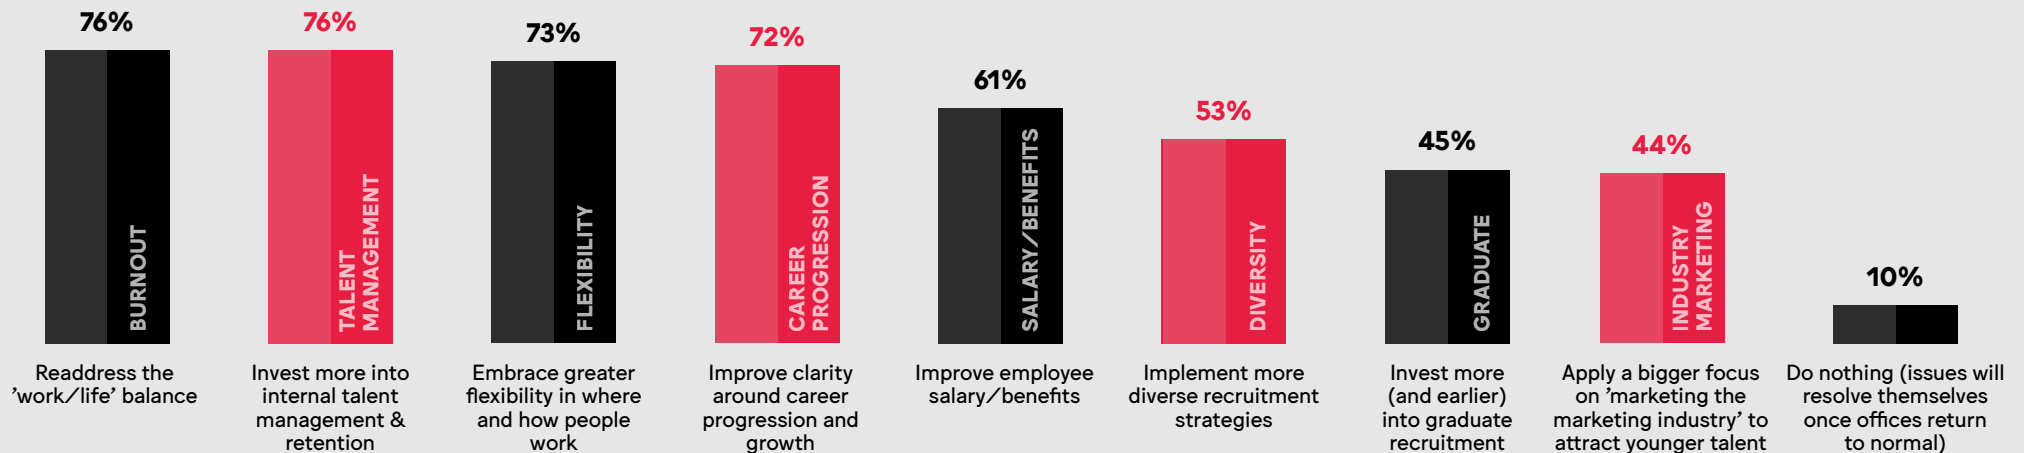 76%
76%
73%
72%
61%
53%
45%
44%
10%
BURNOUT
TALENT
MANAGEMENT
FLEXIBILITY
CAREER
PROGRESSION
SALARY/BENEFITS
DIVERSITY
GRADUATE
INDUSTRY
MARKETING
Readdress the
’work/life’ balance
Invest more into
internal talent
management &
retention
Embrace greater
flexibility in where
and how people
work
Improve clarity
around career
progression and
growth
Improve employee
salary/benefits
Implement more
diverse recruitment
strategies
Invest more
(and earlier)
into graduate
recruitment
Apply a bigger focus
on ’marketing the
marketing industry’ to
attract younger talent
Do nothing (issues will
resolve themselves
once offices return
to normal)